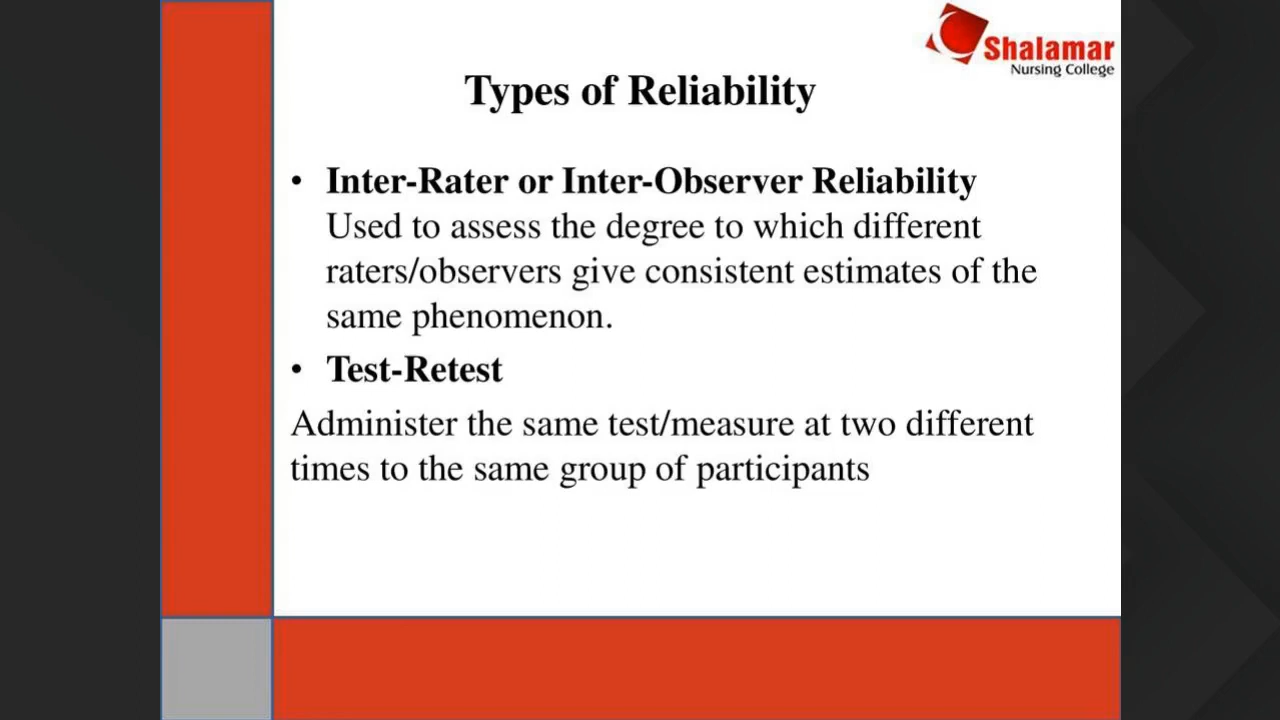 Shalamar
Nursing College
Types of Reliability
• Inter-Rater or Inter-Observer Reliability
Used to assess the degree to which different
raters/observers give consistent estimates of the
same phenomenon.
• Test-Retest
Administer the same test/measure at two different
times to the same group of participants